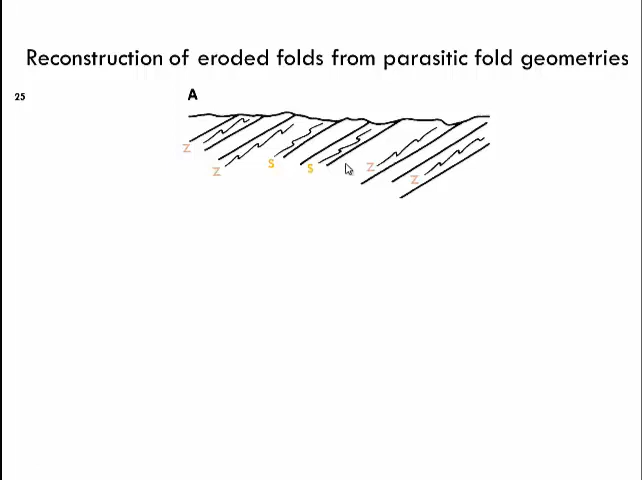 Reconstruction of eroded folds from parasitic fold geometries
25
A
Z
Z
S
S
Z
Z